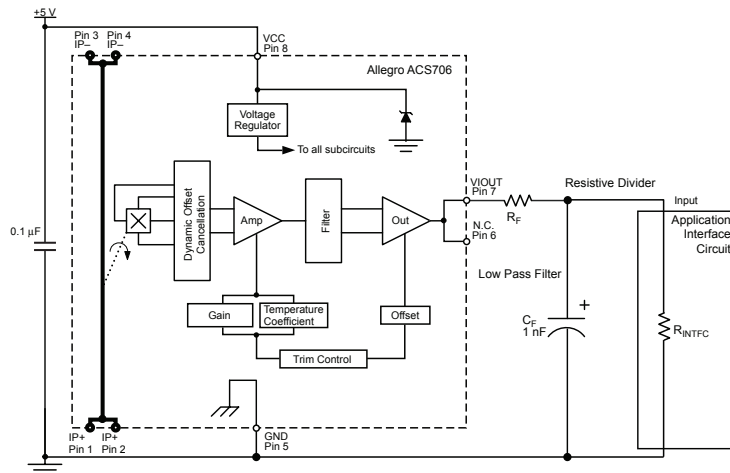 +5 V
Pin 3 Pin 4
IP– IP–
VCC
Pin 8
Allegro ACS706
Voltage
Regulator
To all subcircuits
0.1 µF
Dynamic Offset
Cancellation
Amp
Filter
Out
VIOUT
Pin 7
N.C.
Pin 6
R_F
Resistive Divider
Input
Application
Interface
Circuit
Low Pass Filter
Gain
Temperature
Coefficient
Offset
Trim Control
C_F
1 nF
+
R_INTFC
IP+ IP+
Pin 1 Pin 2
GND
Pin 5